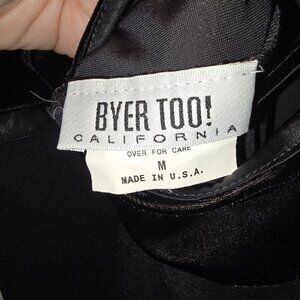 BYER TOO!
CALIFORNIA
OVER FOR CARE
M
MADE IN U.S.A.